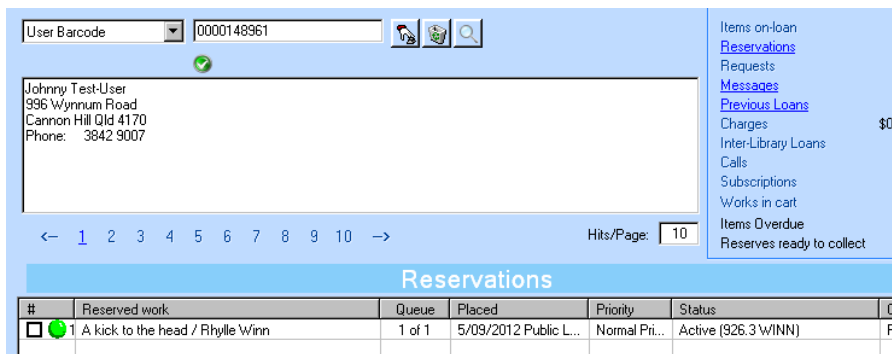 User Barcode 0000148961
Johnny Test-User
996 Wynnum Road
Cannon Hill Qld 4170
Phone: 3842 9007
Items on-loan
Reservations
Requests
Messages
Previous Loans
Charges $0
Inter-Library Loans
Calls
Subscriptions
Works in cart
Items Overdue
Reserves ready to collect
<-- 1 2 3 4 5 6 7 8 9 10 --> Hits/Page: 10
Reservations
# Reserved work Queue Placed Priority Status
1 A kick to the head / Rhylle Winn 1 of 1 5/09/2012 Public L... Normal Pri... Active (926.3 WINN)